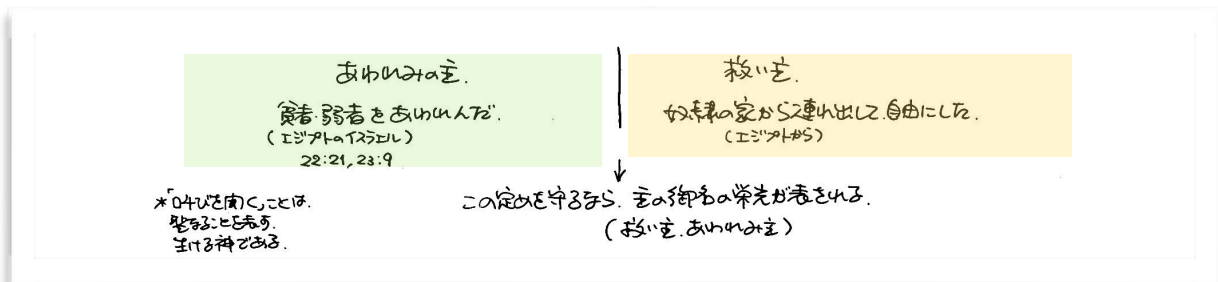 あわれみの主.
貧者・弱者をあわれんだ.
(エジプトのイスラエル)
22:21, 23:9
救い主.
奴隷の家から連れ出して、自由にした.
(エジプトから)
この定めを守るなら、主の御名の栄光が表される.
(救い主、あわれみ主)
*「叫びを聞く」ことは、
聖なることを表す.
生ける神である.